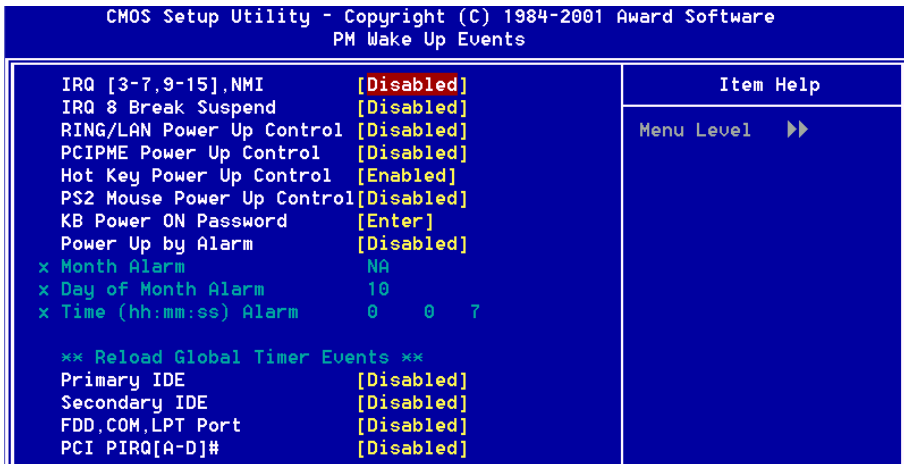 CMOS Setup Utility - Copyright (C) 1984-2001 Award Software
PM Wake Up Events
IRQ [3-7,9-15],NMI [Disabled]
IRQ 8 Break Suspend [Disabled]
RING/LAN Power Up Control [Disabled]
PCIPME Power Up Control [Disabled]
Hot Key Power Up Control [Enabled]
PS2 Mouse Power Up Control[Disabled]
KB Power ON Password [Enter]
Power Up by Alarm [Disabled]
x Month Alarm NA
x Day of Month Alarm 10
x Time (hh:mm:ss) Alarm 0 0 7
** Reload Global Timer Events **
Primary IDE [Disabled]
Secondary IDE [Disabled]
FDD,COM,LPT Port [Disabled]
PCI PIRQ[A-D]# [Disabled]
Item Help
Menu Level ▶▶